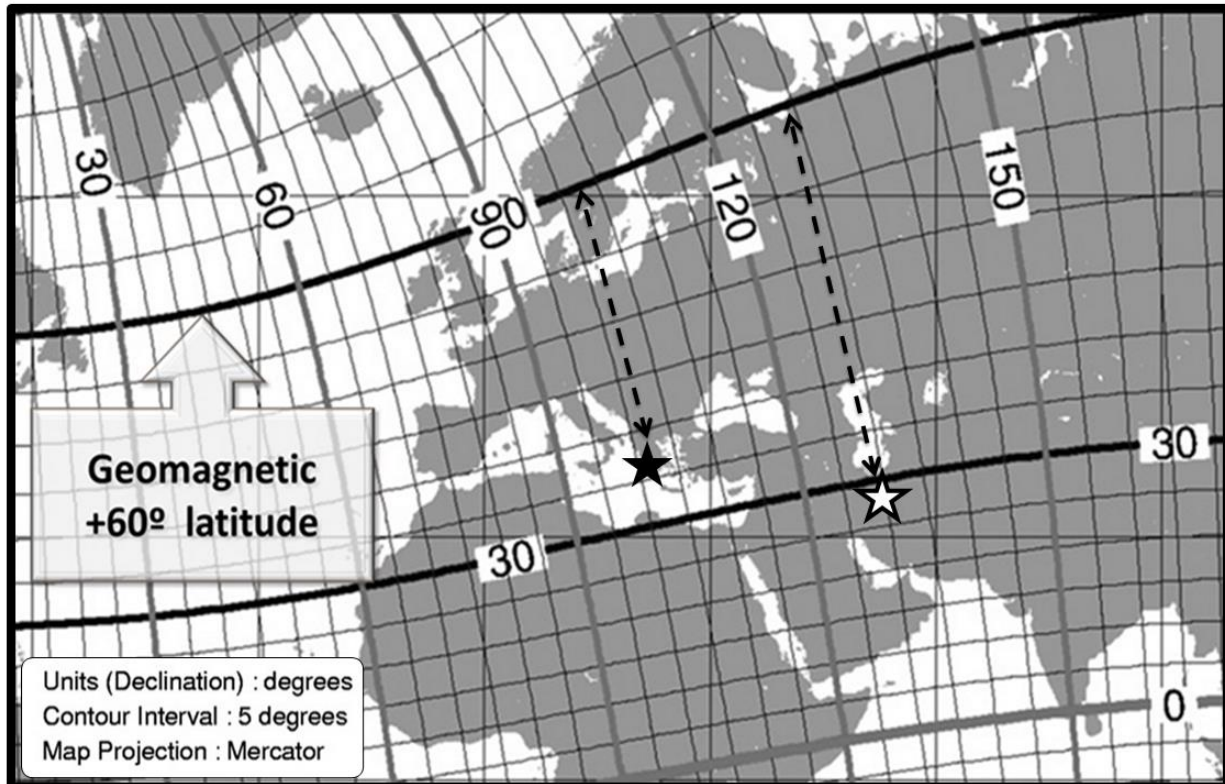 30
60
90
0
120
150
Geomagnetic
+60º latitude
30
30
0
Units (Declination) : degrees
Contour Interval : 5 degrees
Map Projection : Mercator